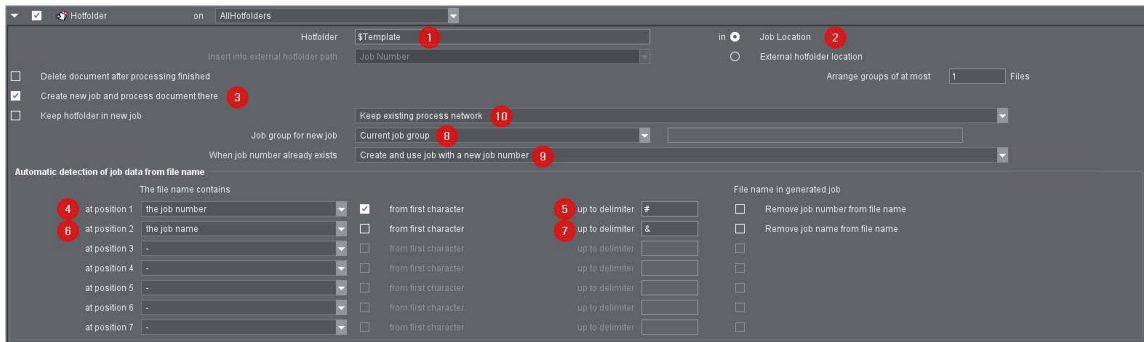 Hotfolder on AllHotfolders
Hotfolder $Template 1 in Job Location 2
Insert into external hotfolder path Job Number External hotfolder location
Delete document after processing finished Arrange groups of at most 1 Files
Create new job and process document there 3
Keep hotfolder in new job Keep existing process network 10
Job group for new job Current job group 8
When job number already exists Create and use job with a new job number 9
Automatic detection of job data from file name
The file name contains File name in generated job
4 at position 1 the job number from first character 5 up to delimiter # Remove job number from file name
6 at position 2 the job name from first character 7 up to delimiter & Remove job name from file name
at position 3 - from first character up to delimiter
at position 4 - from first character up to delimiter
at position 5 - from first character up to delimiter
at position 6 - from first character up to delimiter
at position 7 - from first character up to delimiter